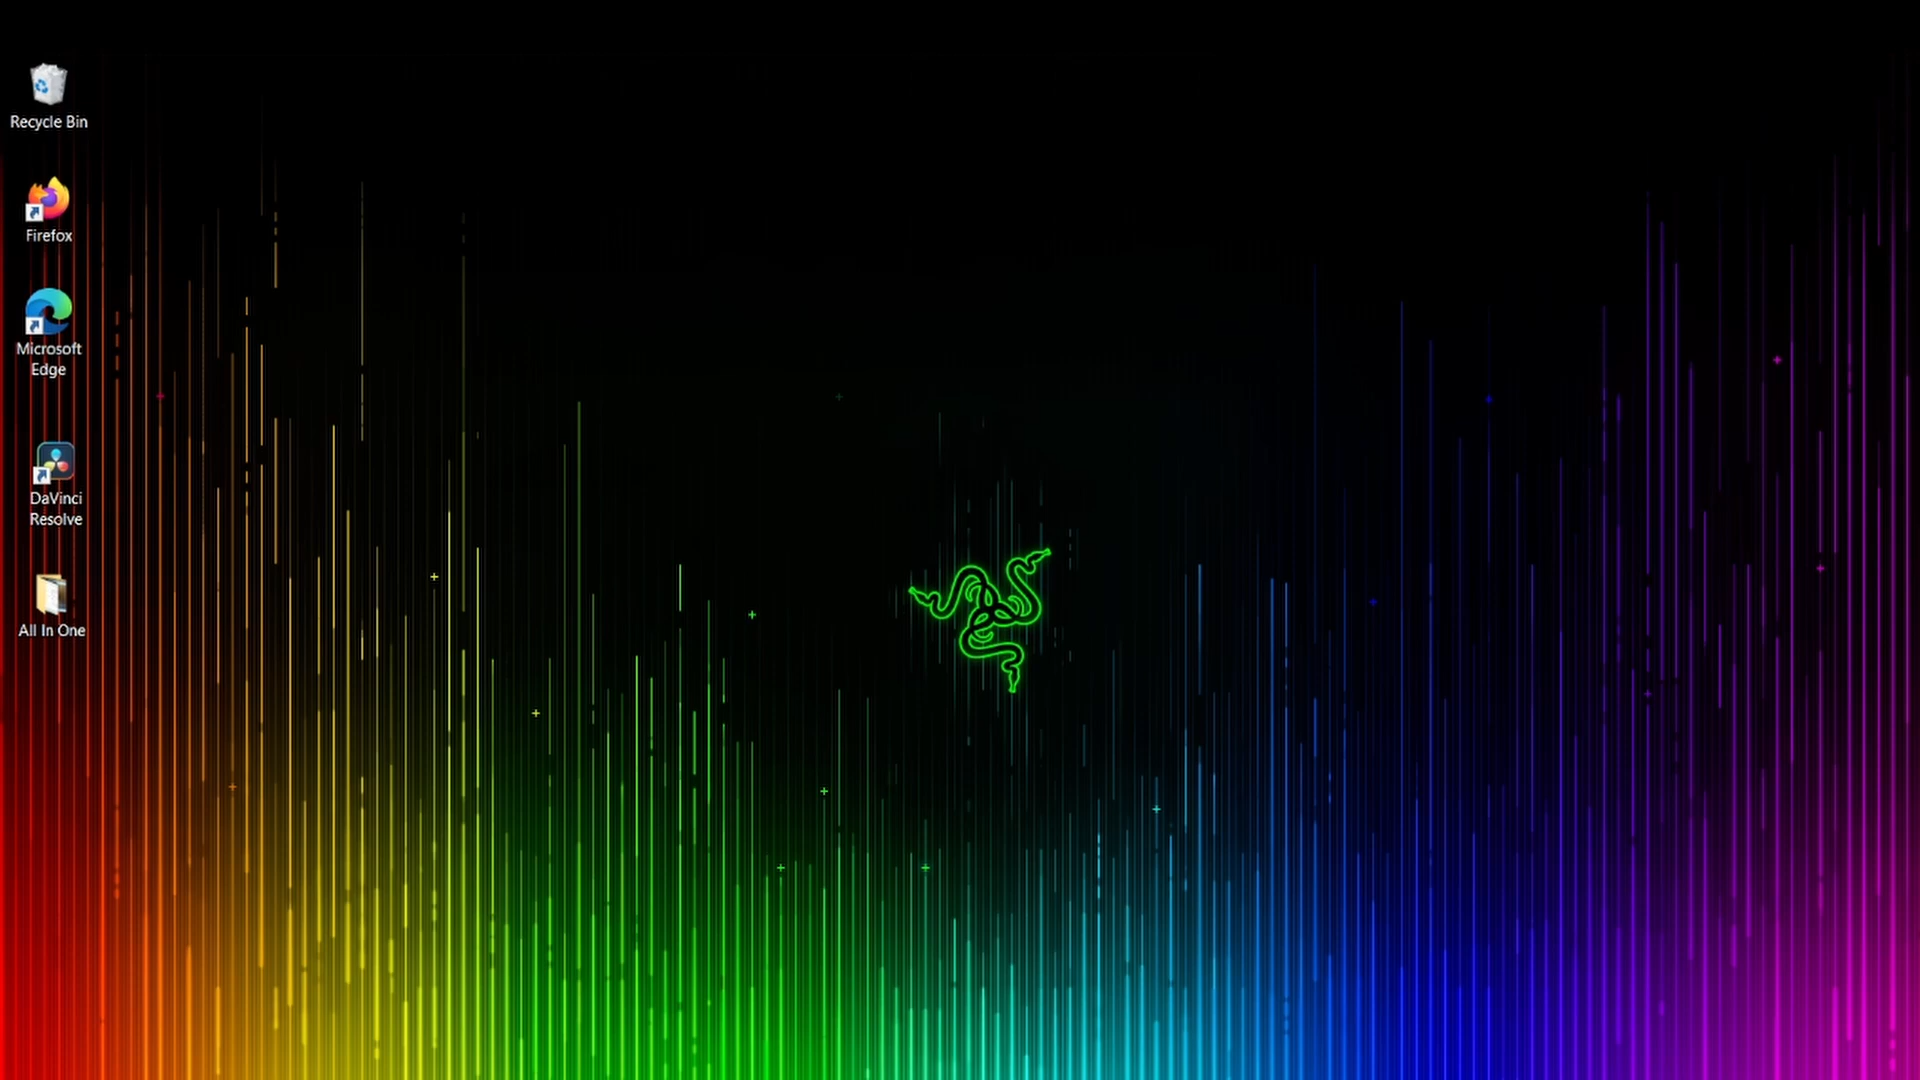 Recycle Bin
Firefox
Microsoft
Edge
DaVinci
Resolve
All In One